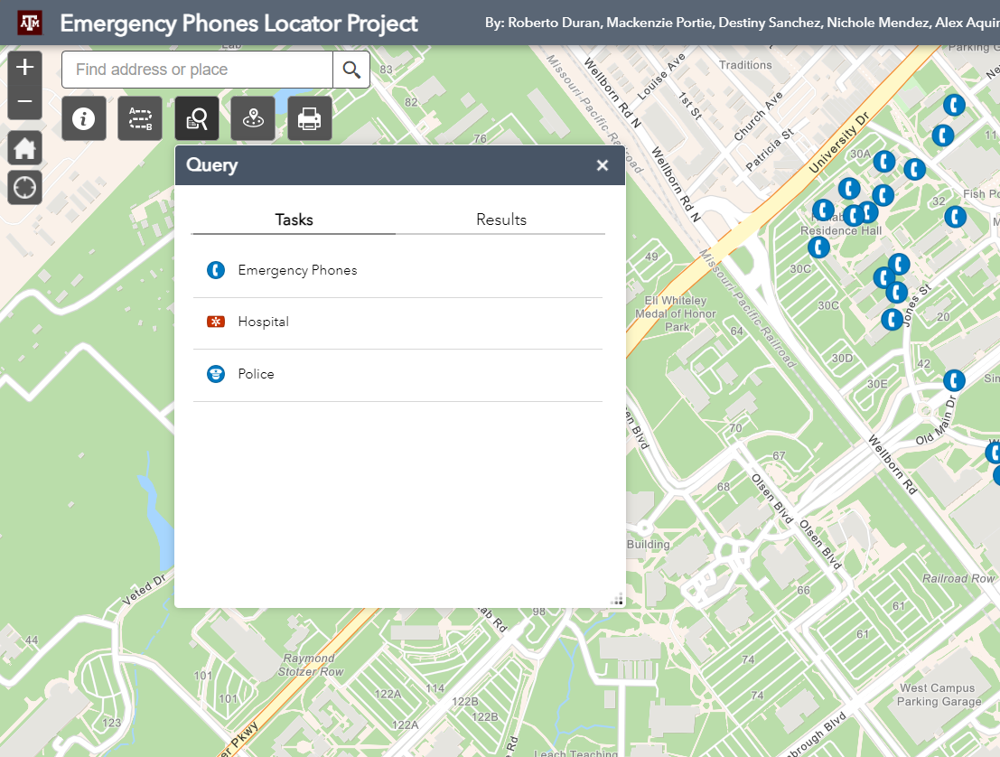 ATM
Emergency Phones Locator Project
By: Roberto Duran, Mackenzie Portie, Destiny Sanchez, Nichole Mendez, Alex Aquir
Find address or place
Query
Tasks
Results
Emergency Phones
Hospital
Police
Lab
83
82
76
Traditions
Parking G
Missouri-Pacific Railroad
Wellborn Rd N
Louise Ave
1st St
Church Ave
Patricia St
University Dr
Wellborn Rd N
11
30A
32
Fish Po
Residence Hall
M
30C
49
Missouri-Pacific Railroad
Eli Whiteley
Medal of Honor
Park
30C
Jones St
20
64
30D
42
30E
Sim
Old Main Dr
70
67
Wellborn Rd
68
Olsen Blvd
Olsen Blvd
Building
Railroad Row
66
61
61
Veted Dr
44
98
74
74
Raymond
Stotzer Row
101
101
114
122A
122B
122B
122A
123
West Campus
Parking Garage
Leach Teaching